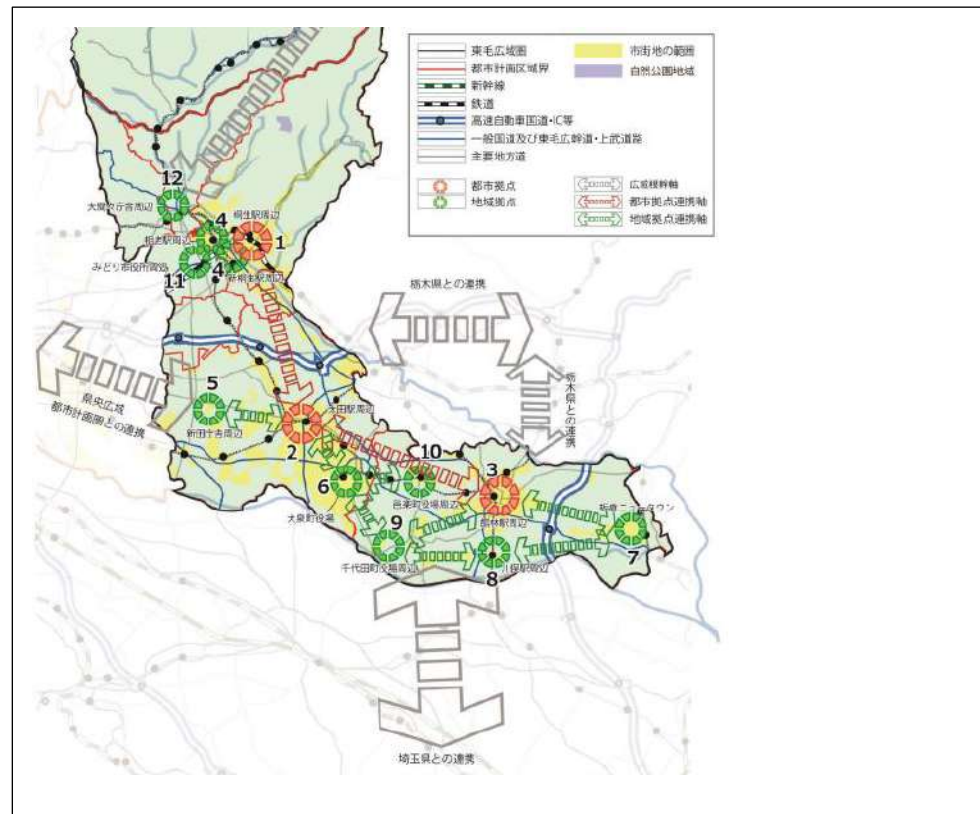 東毛広域圏
都市計画区域界
新幹線
鉄道
高速自動車国道・IC等
一般国道及び東毛広幹道・上武道路
主要地方道
市街地の範囲
自然公園地域
都市拠点
地域拠点
広域根幹軸
都市拠点連携軸
地域拠点連携軸
12
大間々庁舎周辺
4
桐生駅周辺
相老駅周辺
1
みどり市役所周辺
11
4
新桐生駅周辺
栃木県との連携
栃木県との連携
県央広域
都市計画圏との連携
5
新田庁舎周辺
太田駅周辺
2
10
3
6
邑楽町役場周辺
館林駅周辺
板倉ニュータウン
大泉町役場
9
7
千代田町役場周辺
8
川俣駅周辺
埼玉県との連携